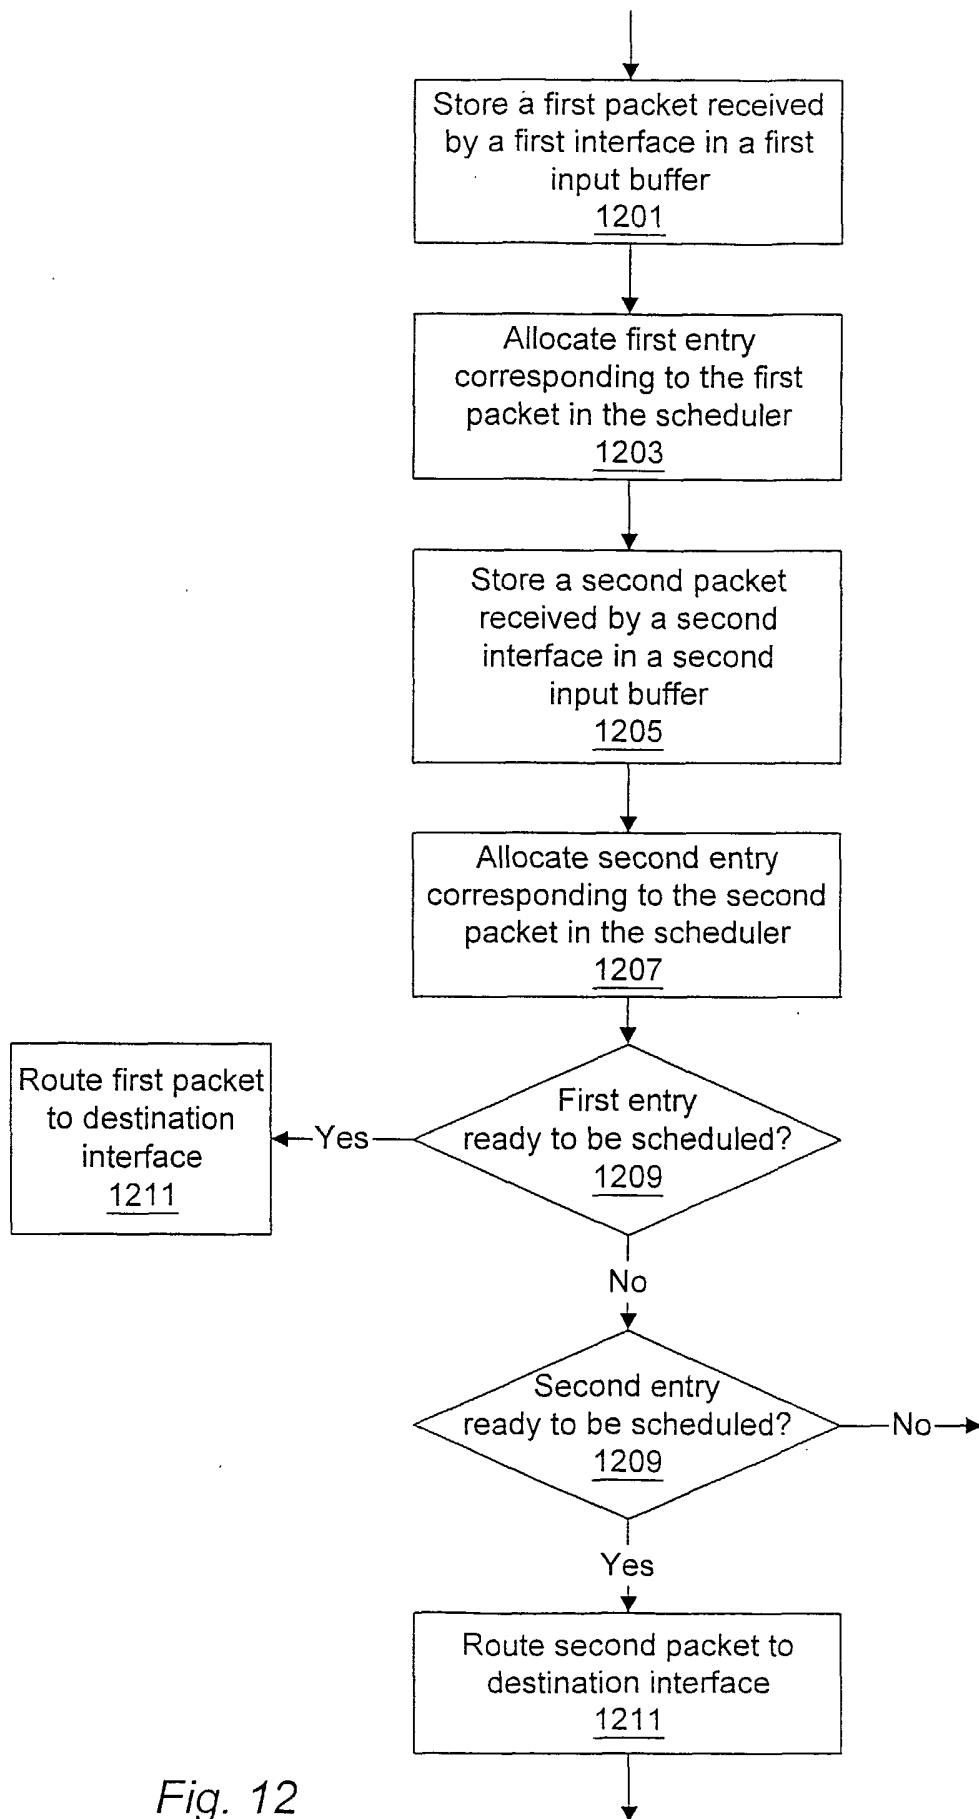 Store a first packet received
by a first interface in a first
input buffer
1201
Allocate first entry
corresponding to the first
packet in the scheduler
1203
Store a second packet
received by a second
interface in a second
input buffer
1205
Allocate second entry
corresponding to the second
packet in the scheduler
1207
First entry
ready to be scheduled?
1209
Yes
Route first packet
to destination
interface
1211
No
Second entry
ready to be scheduled?
1209
No
Yes
Route second packet to
destination interface
1211
Fig. 12